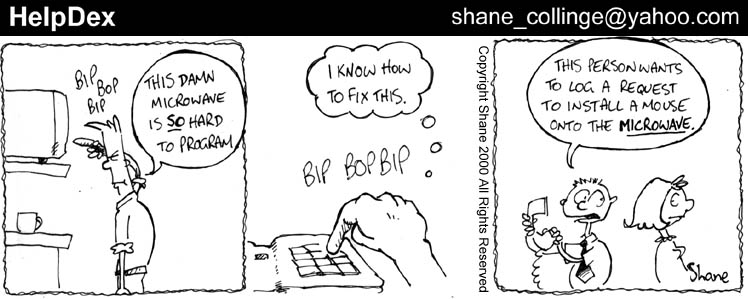 HelpDex
shane_collinge@yahoo.com
BIP
BOP
BIP
THIS DAMN
MICROWAVE
IS SO HARD
TO PROGRAM
I KNOW HOW
TO FIX THIS.
BIP BOP BIP
Copyright Shane 2000 All Rights Reserved
THIS PERSON WANTS
TO LOG A REQUEST
TO INSTALL A MOUSE
ONTO THE MICROWAVE.
Shane